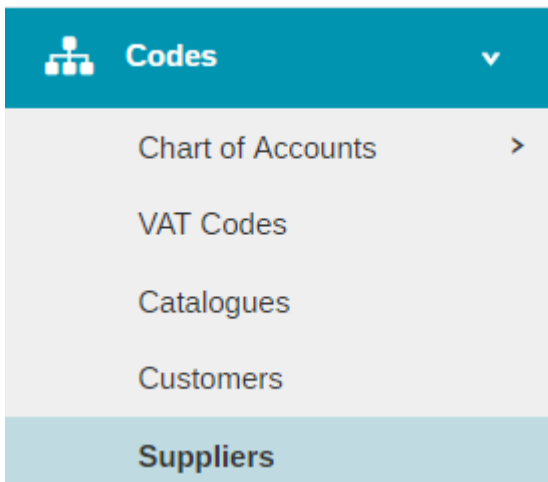 Codes
Chart of Accounts
VAT Codes
Catalogues
Customers
Suppliers